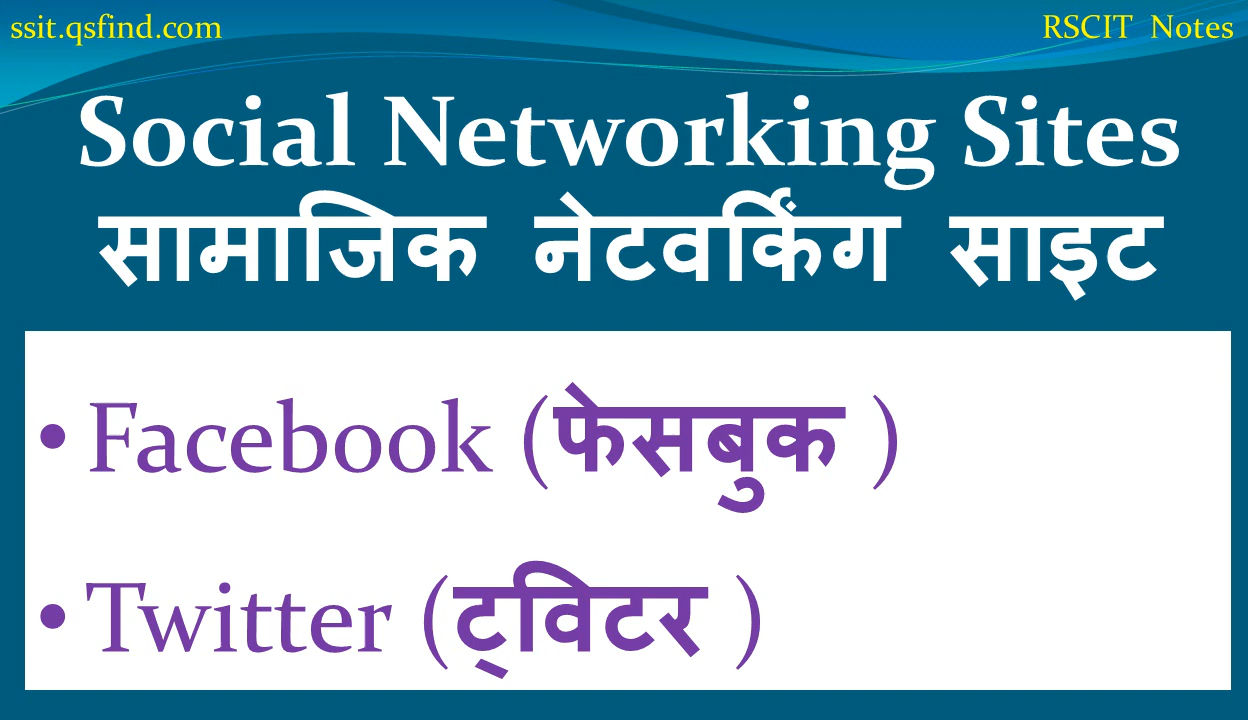 ssit.qsfind.com
RSCIT Notes
Social Networking Sites
सामाजिक नेटवर्किंग साइट
• Facebook (फेसबुक )
• Twitter (ट्विटर )